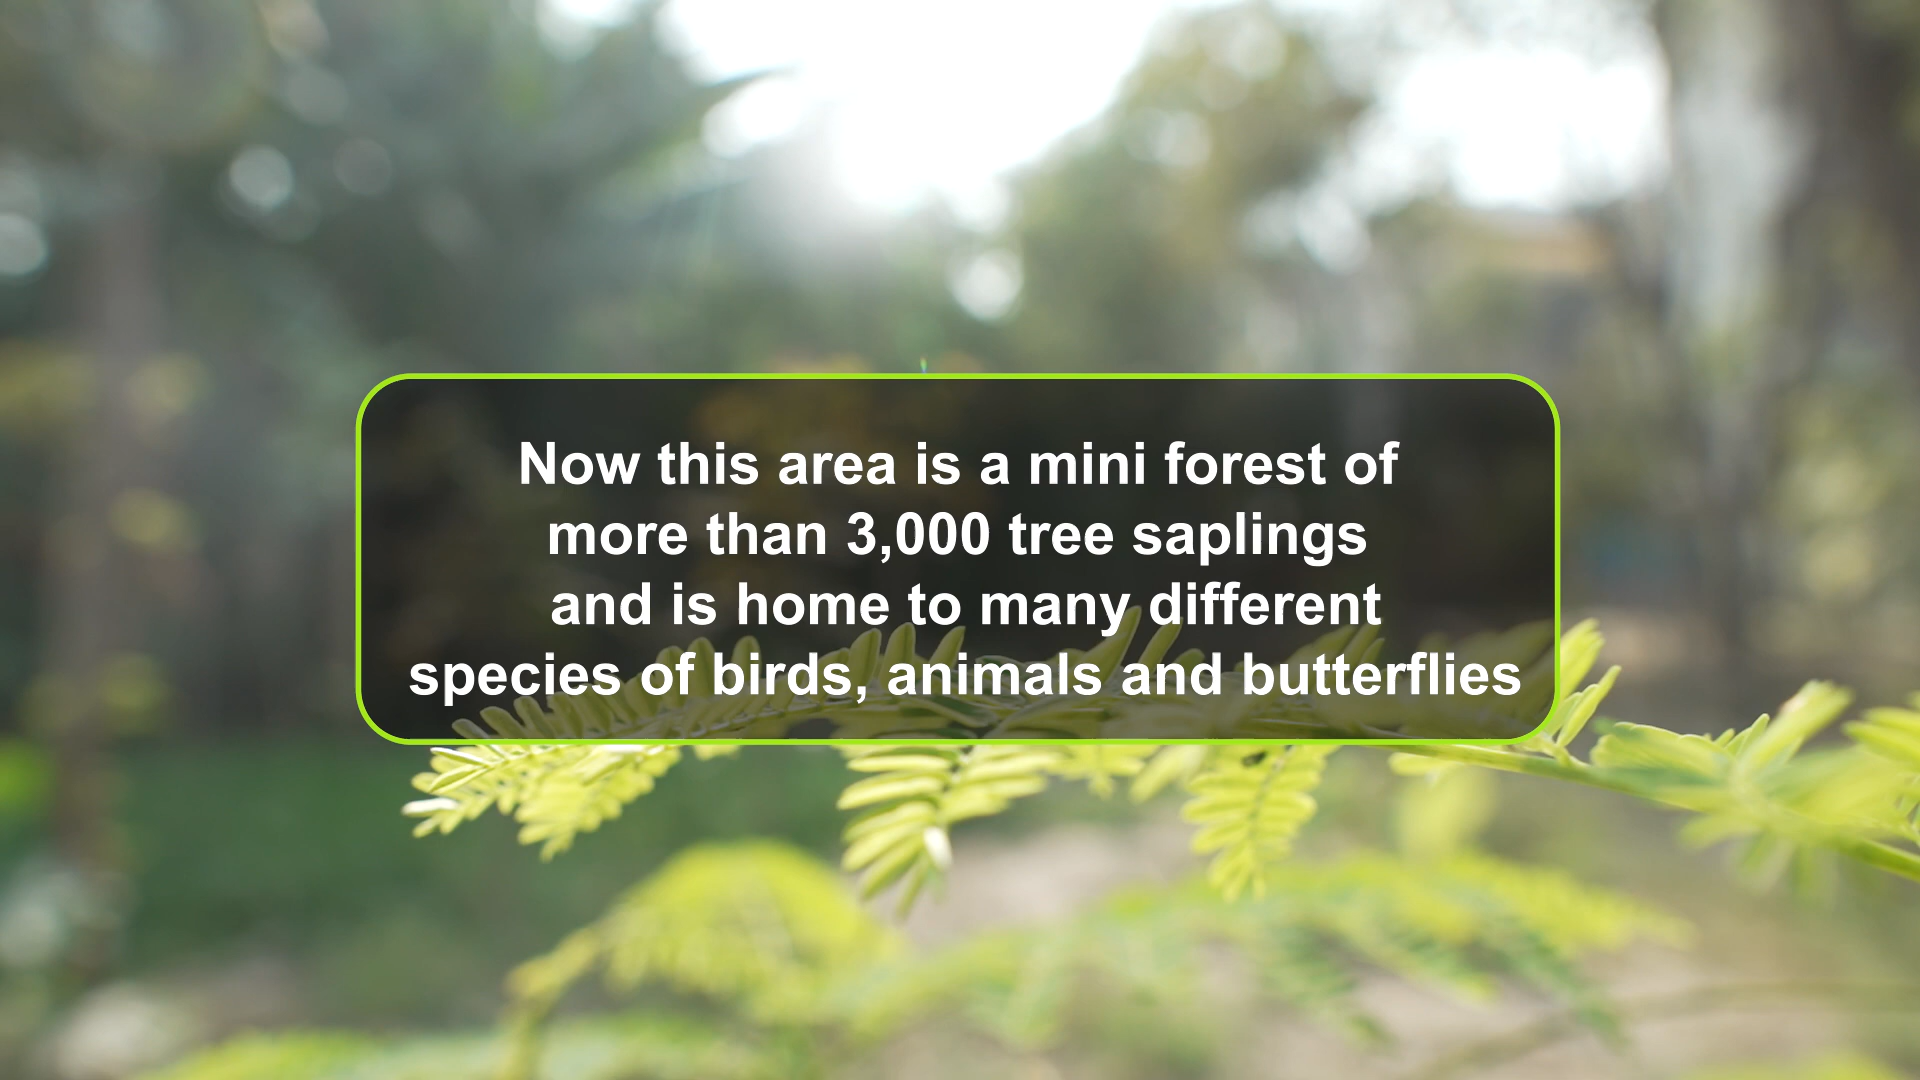 Now this area is a mini forest of
more than 3,000 tree saplings
and is home to many different
species of birds, animals and butterflies